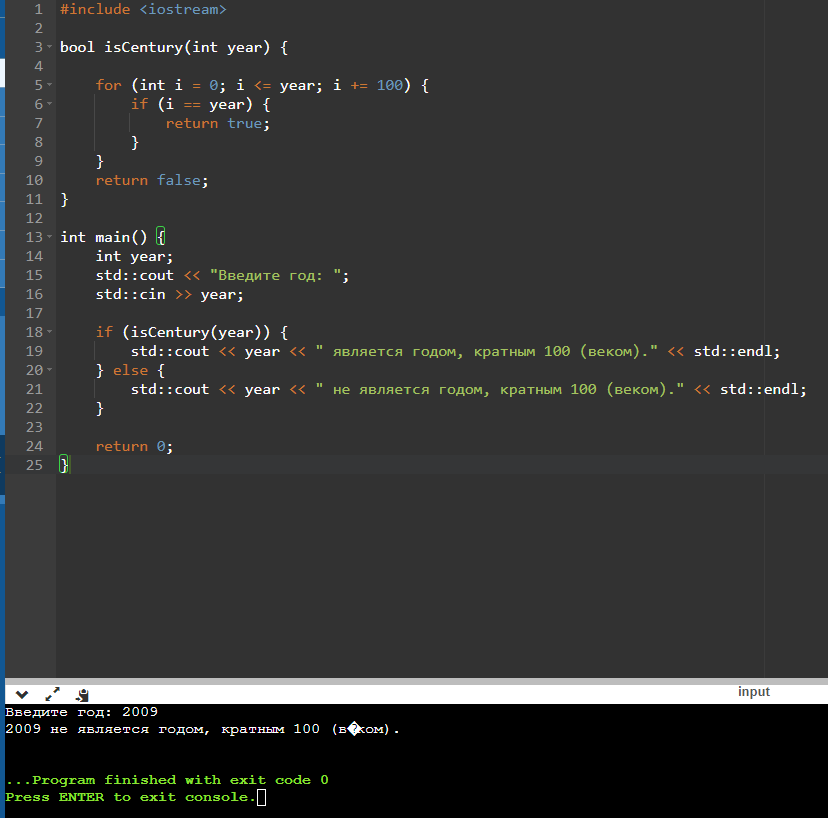 1 #include <iostream>
2
3 bool isCentury(int year) {
4
5     for (int i = 0; i <= year; i += 100) {
6         if (i == year) {
7             return true;
8         }
9     }
10     return false;
11 }
12
13 int main() {
14     int year;
15     std::cout << "Введите год: ";
16     std::cin >> year;
17
18     if (isCentury(year)) {
19         std::cout << year << " является годом, кратным 100 (веком)." << std::endl;
20     } else {
21         std::cout << year << " не является годом, кратным 100 (веком)." << std::endl;
22     }
23
24     return 0;
25 }
input
Введите год: 2009
2009 не является годом, кратным 100 (в�ком).
...Program finished with exit code 0
Press ENTER to exit console.